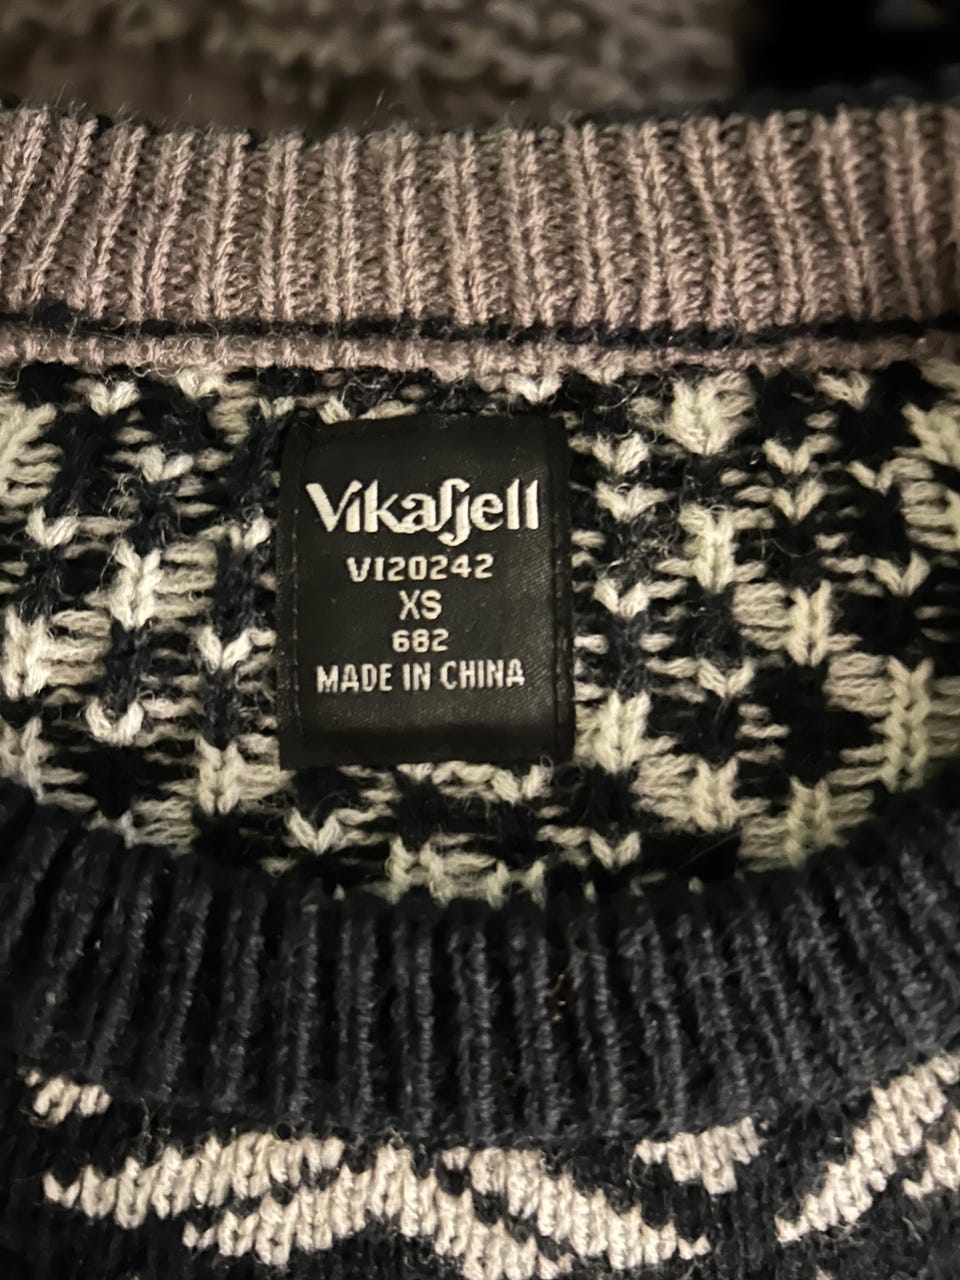 Vikafjell
VI20242
XS
682
MADE IN CHINA